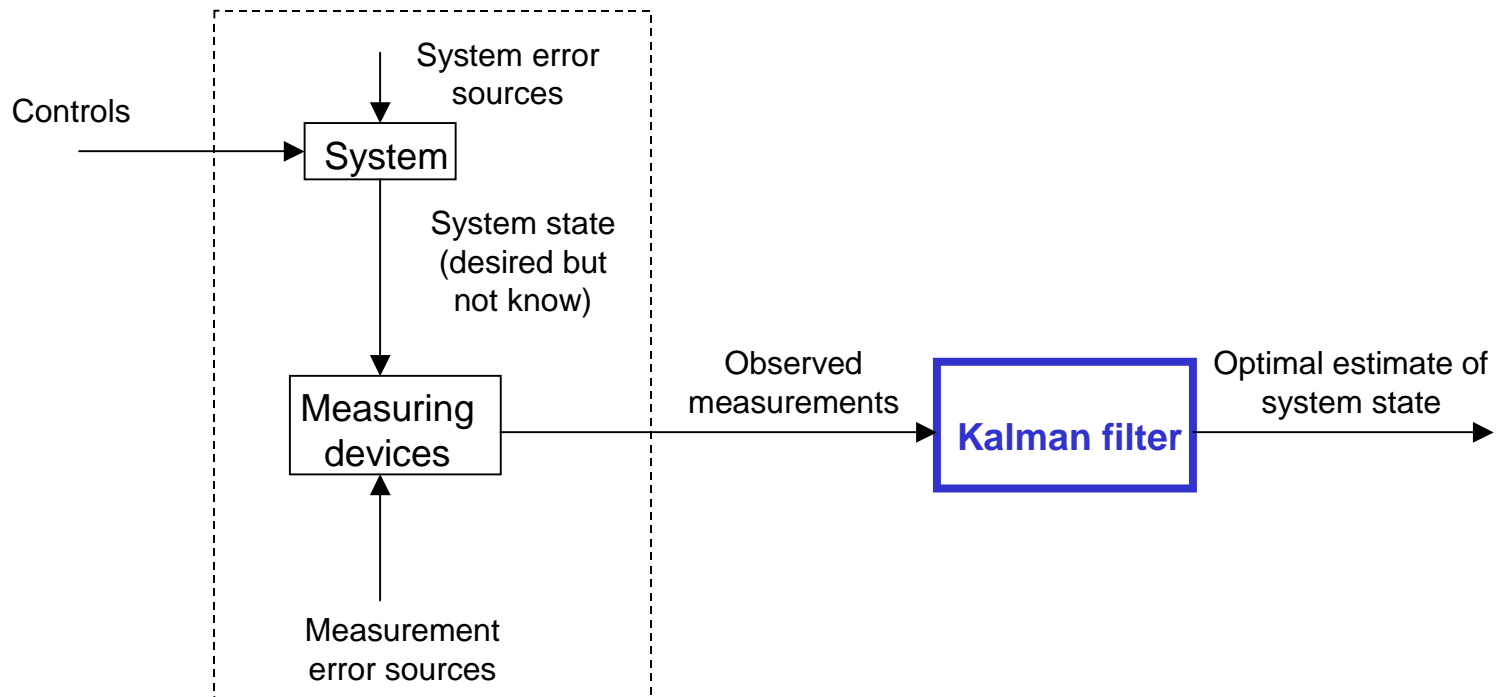 System error
sources
Controls
System
System state
(desired but
not know)
Observed
measurements
Optimal estimate of
system state
Measuring
devices
Kalman filter
Measurement
error sources